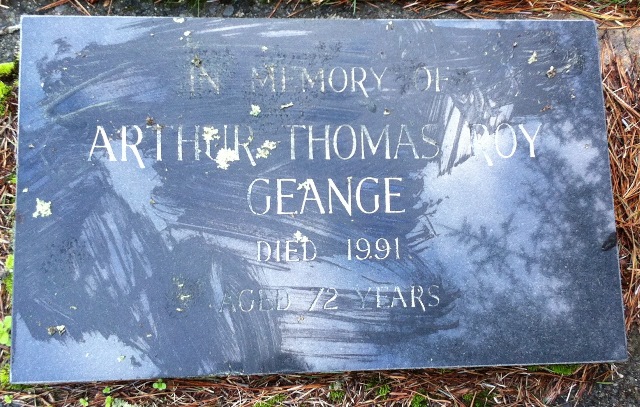 IN MEMORY OF
ARTHUR THOMAS ROY
GEANGE
DIED 1991
AGED 72 YEARS